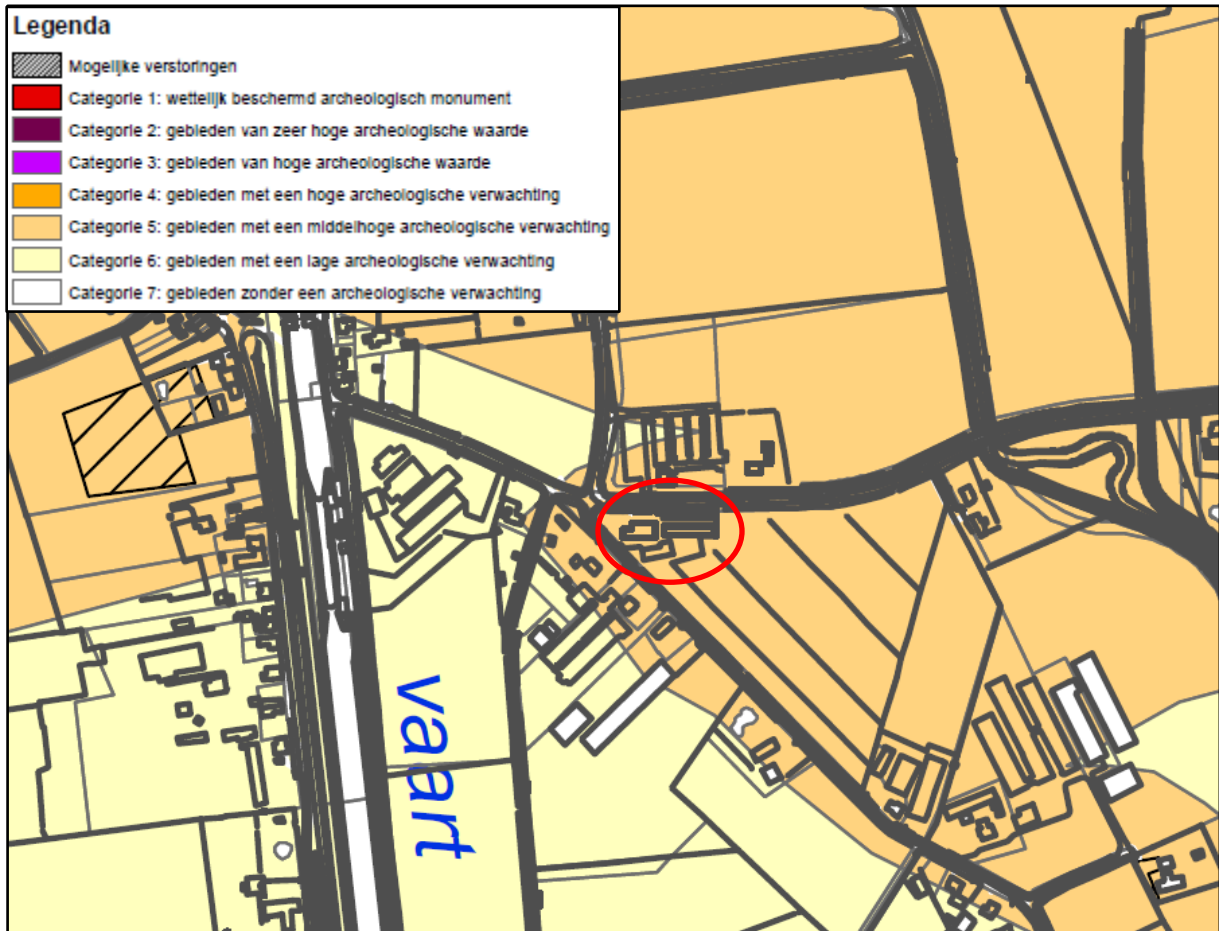 Legenda
Mogelijke verstoringen
Categorie 1: wettelijk beschermd archeologisch monument
Categorie 2: gebieden van zeer hoge archeologische waarde
Categorie 3: gebieden van hoge archeologische waarde
Categorie 4: gebieden met een hoge archeologische verwachting
Categorie 5: gebieden met een middelhoge archeologische verwachting
Categorie 6: gebieden met een lage archeologische verwachting
Categorie 7: gebieden zonder een archeologische verwachting
vaart